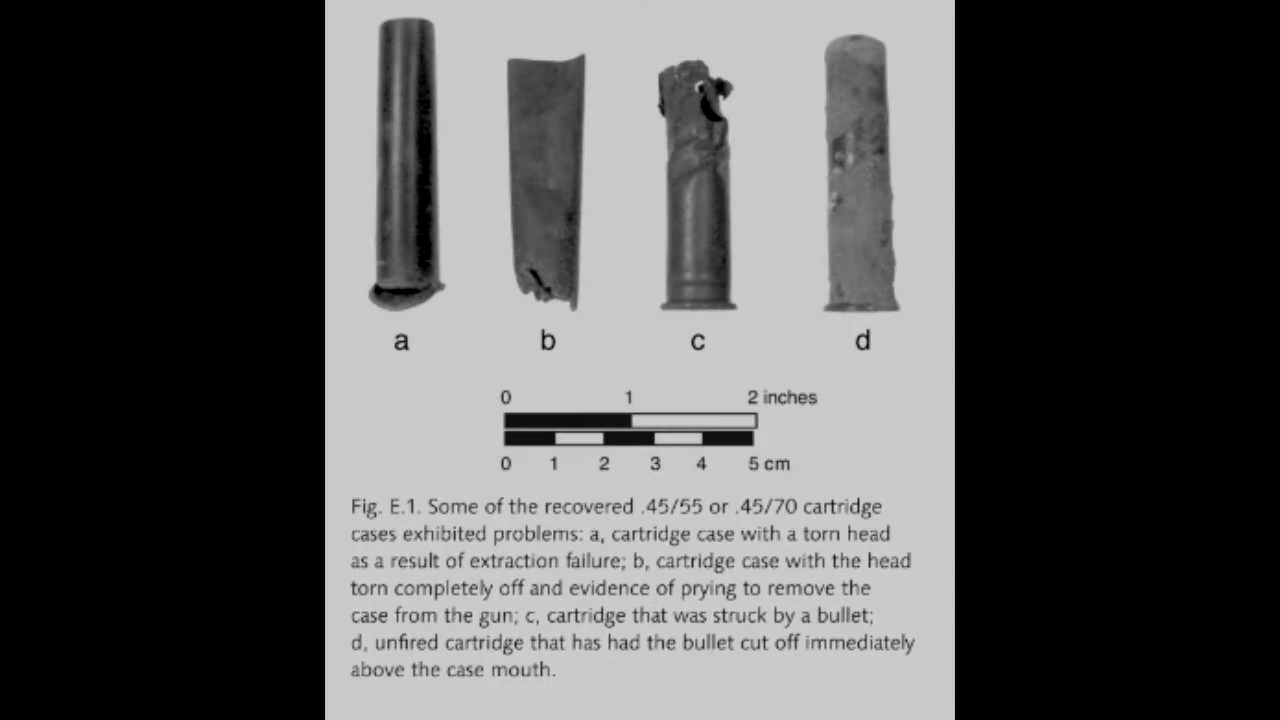 a b c d
0 1 2 inches
0 1 2 3 4 5 cm
Fig. E.1. Some of the recovered .45/55 or .45/70 cartridge
cases exhibited problems: a, cartridge case with a torn head
as a result of extraction failure; b, cartridge case with the head
torn completely off and evidence of prying to remove the
case from the gun; c, cartridge that was struck by a bullet;
d, unfired cartridge that has had the bullet cut off immediately
above the case mouth.